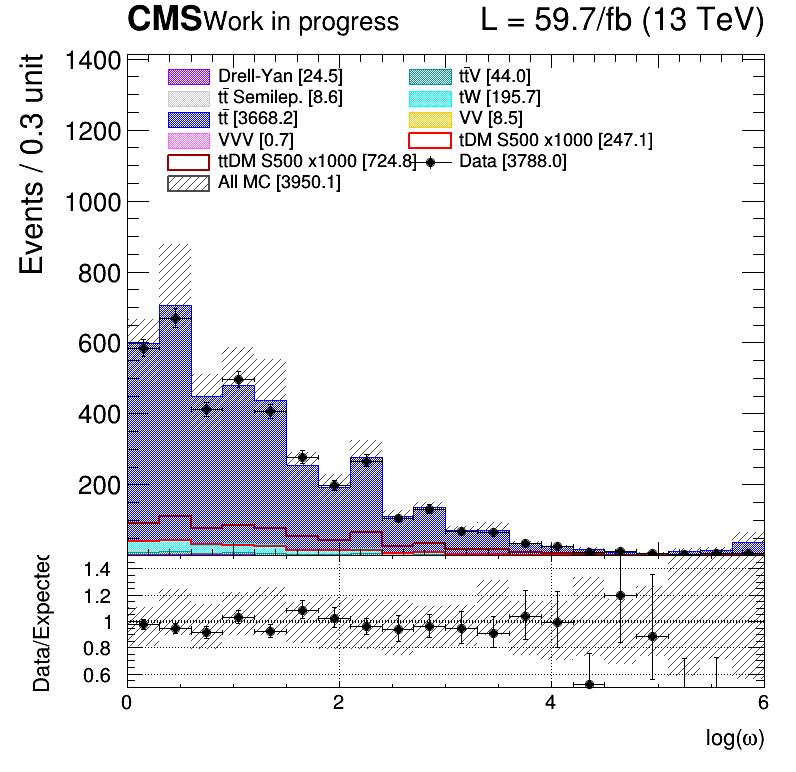 CMS Work in progress L = 59.7/fb (13 TeV)
Events / 0.3 unit
1400
1200
1000
800
600
400
200
Drell-Yan [24.5]
tt̄V [44.0]
tt̄ Semilep. [8.6]
tW [195.7]
tt̄ [3668.2]
VV [8.5]
VVV [0.7]
tDM S500 x1000 [247.1]
ttDM S500 x1000 [724.8]
Data [3788.0]
All MC [3950.1]
Data/Expected
1.4
1.2
1
0.8
0.6
0 2 4 6
log(ω)